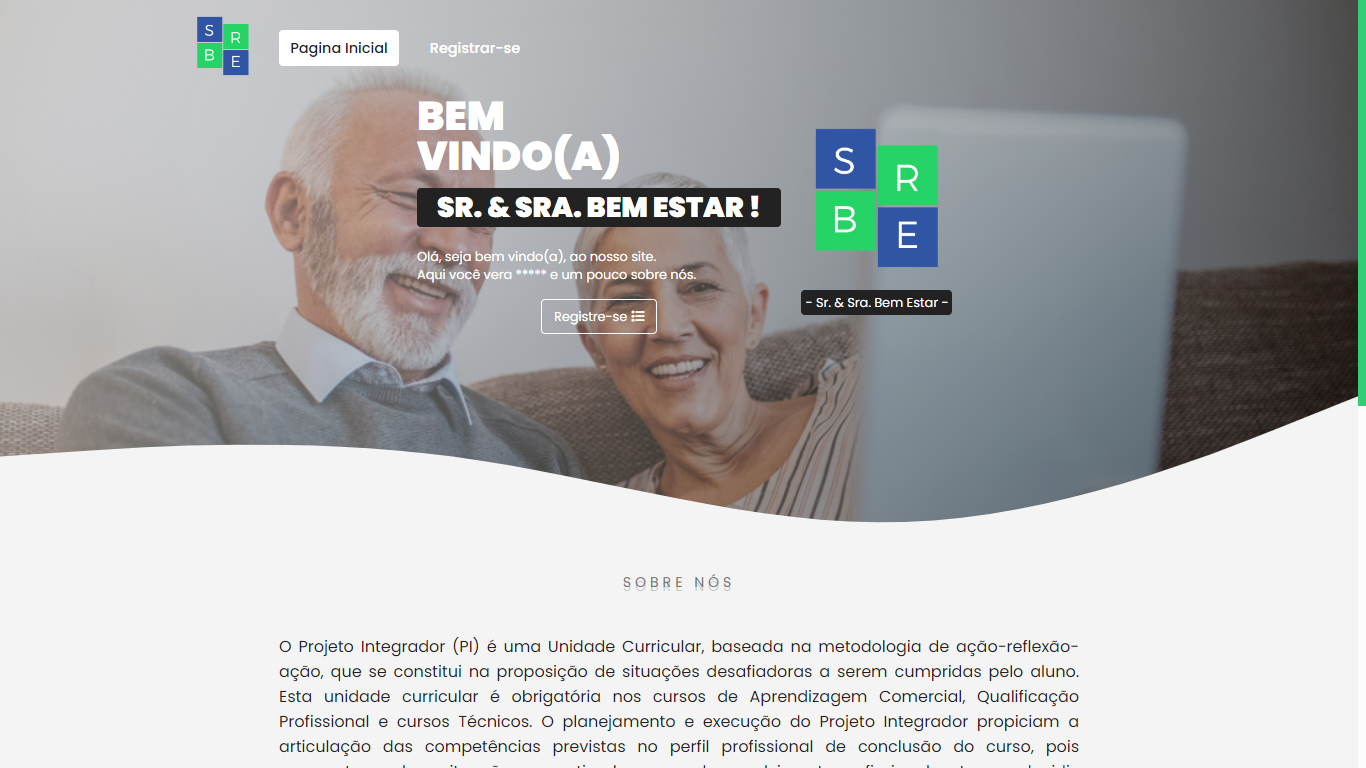 S
R
B
E
Pagina Inicial
Registrar-se
BEM
VINDO(A)
SR. & SRA. BEM ESTAR !
Olá, seja bem vindo(a), ao nosso site.
Aqui você vera ***** e um pouco sobre nós.
Registre-se
S
R
B
E
- Sr. & Sra. Bem Estar -
SOBRE NÓS
O Projeto Integrador (PI) é uma Unidade Curricular, baseada na metodologia de ação-reflexão-
ação, que se constitui na proposição de situações desafiadoras a serem cumpridas pelo aluno.
Esta unidade curricular é obrigatória nos cursos de Aprendizagem Comercial, Qualificação
Profissional e cursos Técnicos. O planejamento e execução do Projeto Integrador propiciam a
articulação das competências previstas no perfil profissional de conclusão do curso, pois